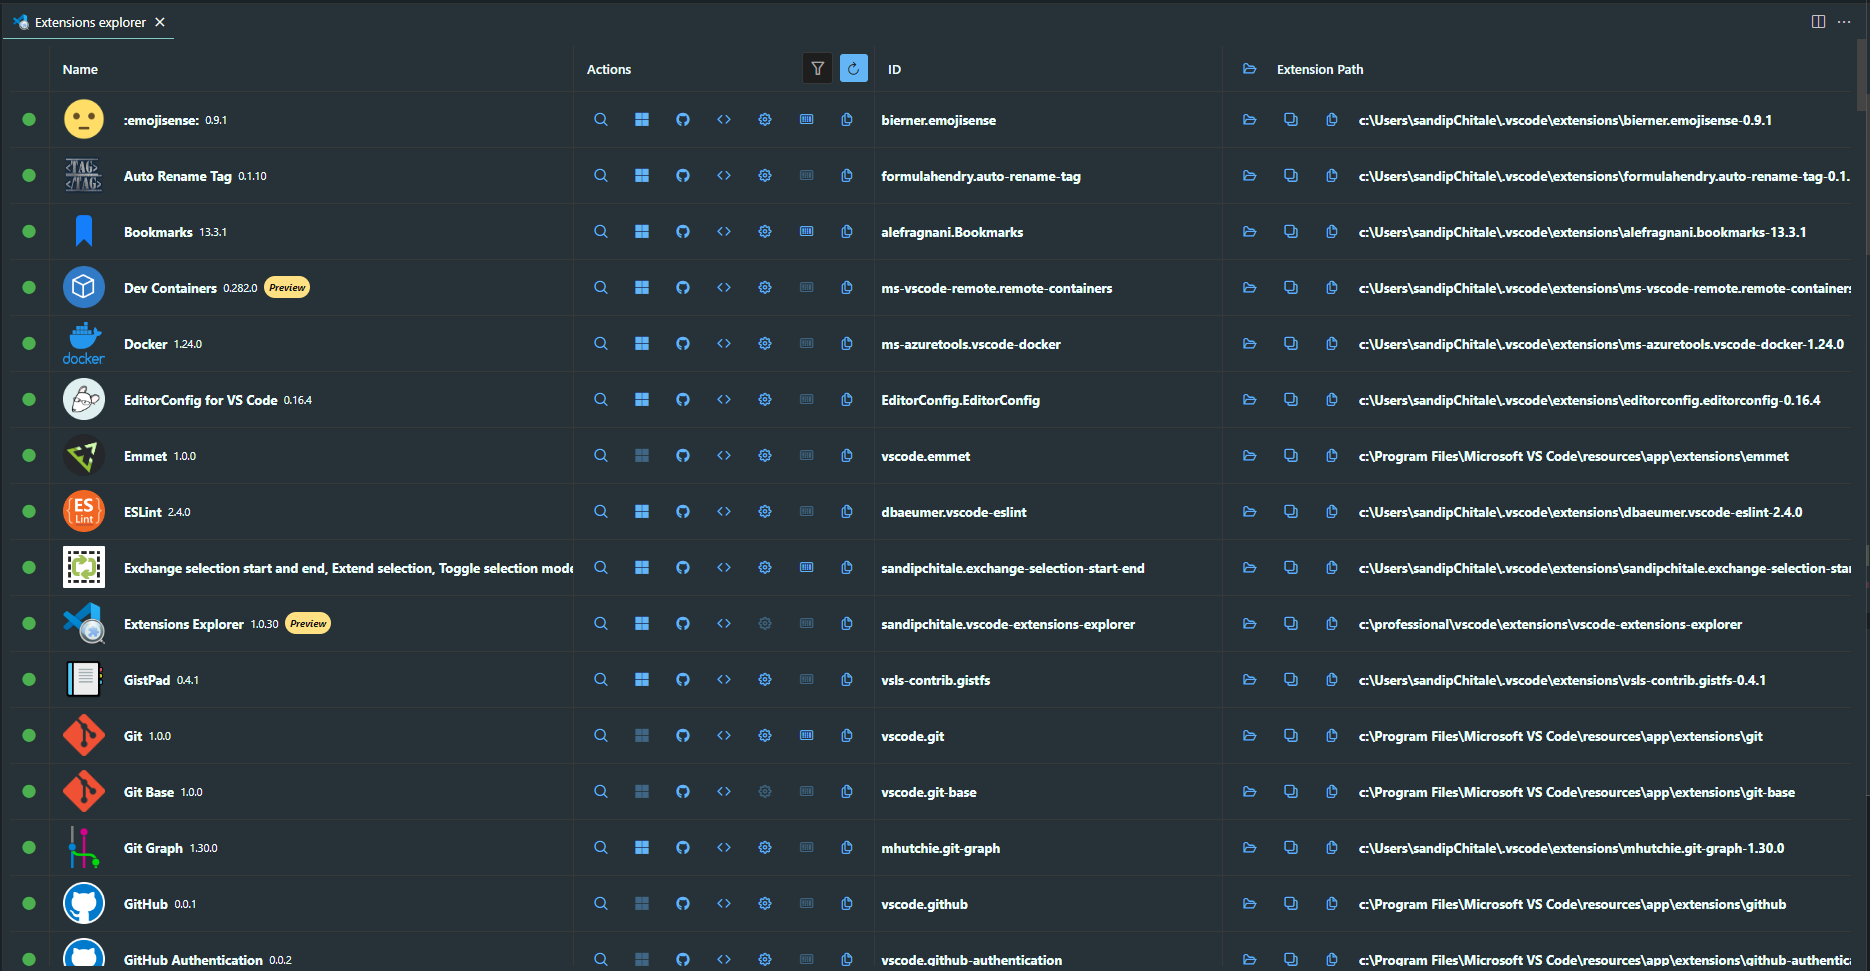 Extensions explorer
Name Actions ID Extension Path
:emojisense: 0.9.1 bierner.emojisense c:\Users\sandipChitale\.vscode\extensions\bierner.emojisense-0.9.1
<TAG>
</TAG>
Auto Rename Tag 0.1.10 formulahendry.auto-rename-tag c:\Users\sandipChitale\.vscode\extensions\formulahendry.auto-rename-tag-0.1.
Bookmarks 13.3.1 alefragnani.Bookmarks c:\Users\sandipChitale\.vscode\extensions\alefragnani.bookmarks-13.3.1
Dev Containers 0.282.0 Preview ms-vscode-remote.remote-containers c:\Users\sandipChitale\.vscode\extensions\ms-vscode-remote.remote-containers
docker
Docker 1.24.0 ms-azuretools.vscode-docker c:\Users\sandipChitale\.vscode\extensions\ms-azuretools.vscode-docker-1.24.0
EditorConfig for VS Code 0.16.4 EditorConfig.EditorConfig c:\Users\sandipChitale\.vscode\extensions\editorconfig.editorconfig-0.16.4
Emmet 1.0.0 vscode.emmet c:\Program Files\Microsoft VS Code\resources\app\extensions\emmet
{ES}
Lint
ESLint 2.4.0 dbaeumer.vscode-eslint c:\Users\sandipChitale\.vscode\extensions\dbaeumer.vscode-eslint-2.4.0
Exchange selection start and end, Extend selection, Toggle selection mode sandipchitale.exchange-selection-start-end c:\Users\sandipChitale\.vscode\extensions\sandipchitale.exchange-selection-star
Extensions Explorer 1.0.30 Preview sandipchitale.vscode-extensions-explorer c:\professional\vscode\extensions\vscode-extensions-explorer
GistPad 0.4.1 vsls-contrib.gistfs c:\Users\sandipChitale\.vscode\extensions\vsls-contrib.gistfs-0.4.1
Git 1.0.0 vscode.git c:\Program Files\Microsoft VS Code\resources\app\extensions\git
Git Base 1.0.0 vscode.git-base c:\Program Files\Microsoft VS Code\resources\app\extensions\git-base
Git Graph 1.30.0 mhutchie.git-graph c:\Users\sandipChitale\.vscode\extensions\mhutchie.git-graph-1.30.0
GitHub 0.0.1 vscode.github c:\Program Files\Microsoft VS Code\resources\app\extensions\github
GitHub Authentication 0.0.2 vscode.github-authentication c:\Program Files\Microsoft VS Code\resources\app\extensions\github-authentic